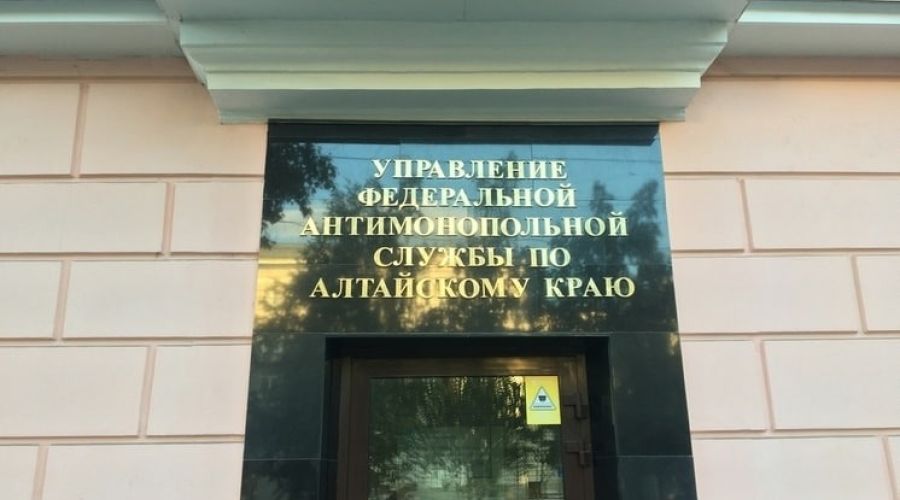 УПРАВЛЕНИЕ
ФЕДЕРАЛЬНОЙ
АНТИМОНОПОЛЬНОЙ
СЛУЖБЫ ПО
АЛТАЙСКОМУ КРАЮ